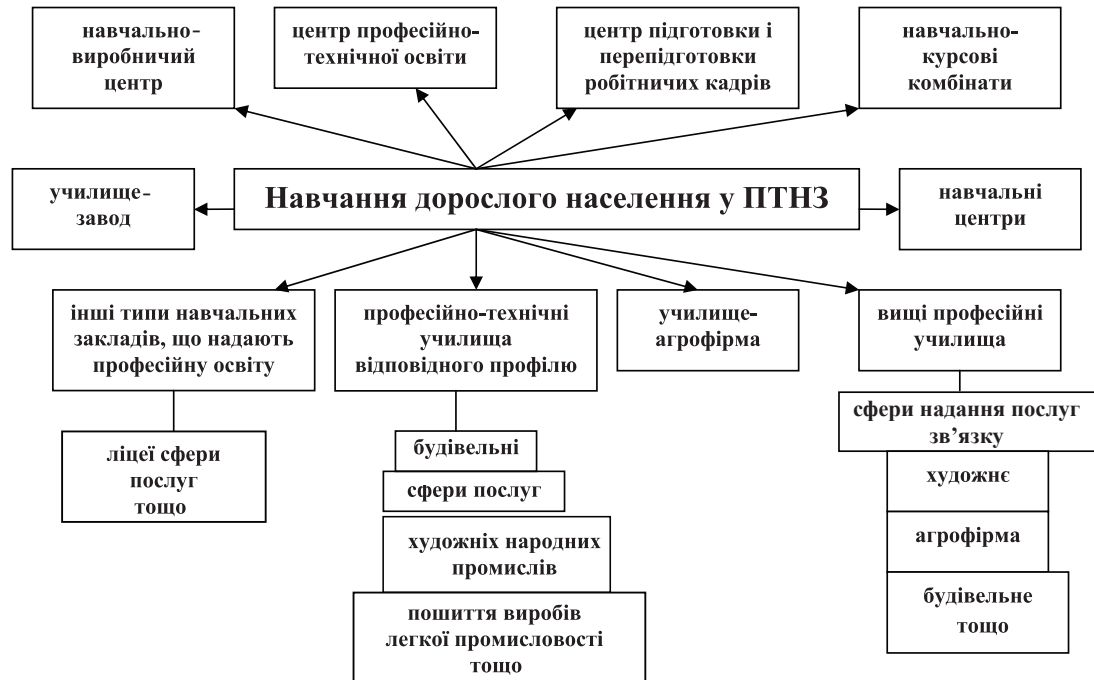 навчально-
виробничий
центр
центр професійно-
технічної освіти
центр підготовки і
перепідготовки
робітничих кадрів
навчально-
курсові
комбінати
училище-
завод
Навчання дорослого населення у ПТНЗ
навчальні
центри
інші типи навчальних
закладів, що надають
професійну освіту
професійно-технічні
училища
відповідного профілю
училище-
агрофірма
вищі професійні
училища
ліцеї сфери
послуг
тощо
будівельні
сфери послуг
художніх народних
промислів
пошиття виробів
легкої промисловості
тощо
сфери надання послуг
зв’язку
художнє
агрофірма
будівельне
тощо